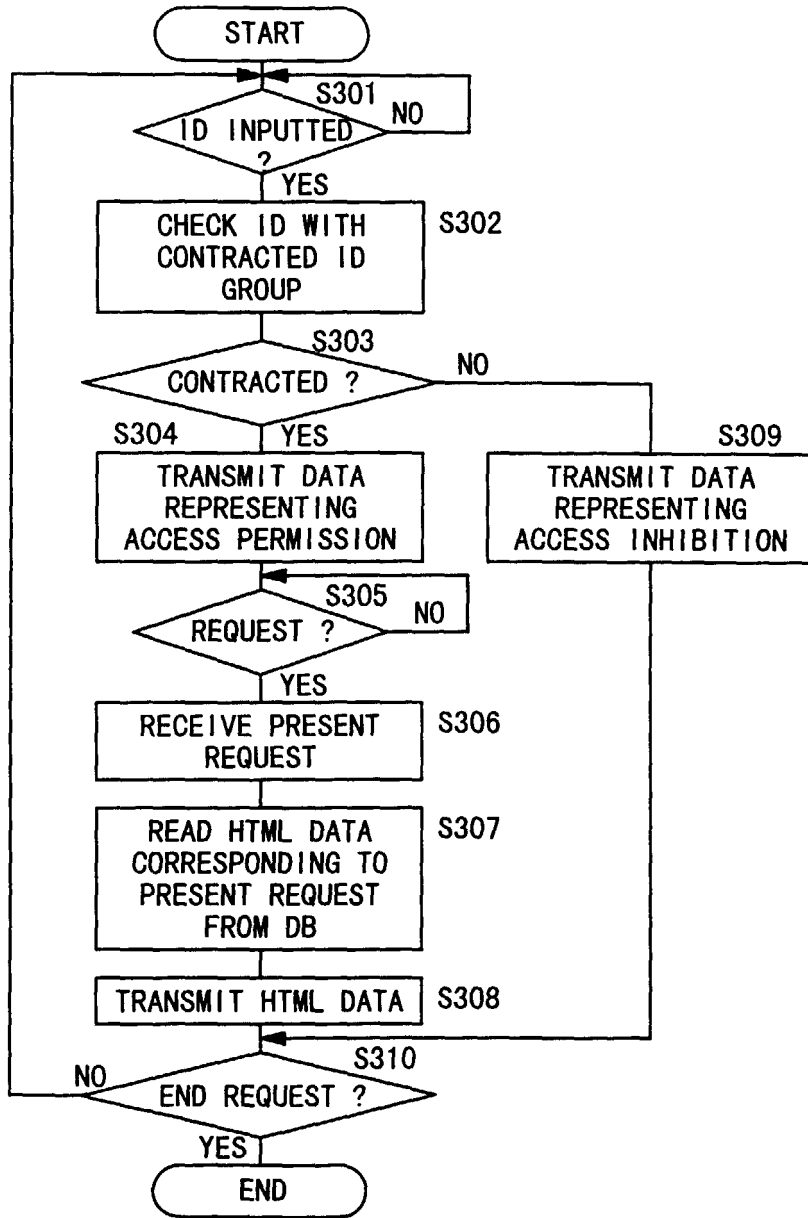 START
S301
ID INPUTTED
?
NO
YES
CHECK ID WITH
CONTRACTED ID
GROUP
S302
S303
CONTRACTED ?
NO
YES
S304
TRANSMIT DATA
REPRESENTING
ACCESS PERMISSION
S309
TRANSMIT DATA
REPRESENTING
ACCESS INHIBITION
S305
REQUEST ?
NO
YES
RECEIVE PRESENT
REQUEST
S306
READ HTML DATA
CORRESPONDING TO
PRESENT REQUEST
FROM DB
S307
TRANSMIT HTML DATA
S308
S310
END REQUEST ?
NO
YES
END